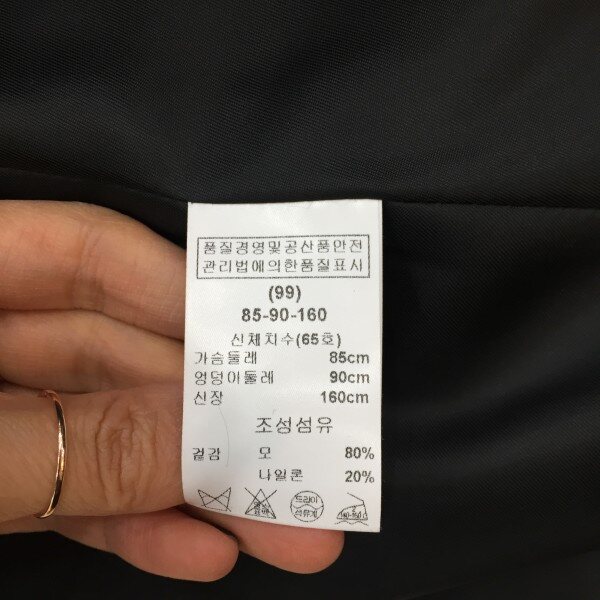 품질경영및공산품안전
관리법에의한품질표시
(99)
85-90-160
신체치수(65호)
가슴둘레 85cm
엉덩이둘레 90cm
신장 160cm
조성섬유
겉감 모 80%
나일론 20%
드라이
석유계